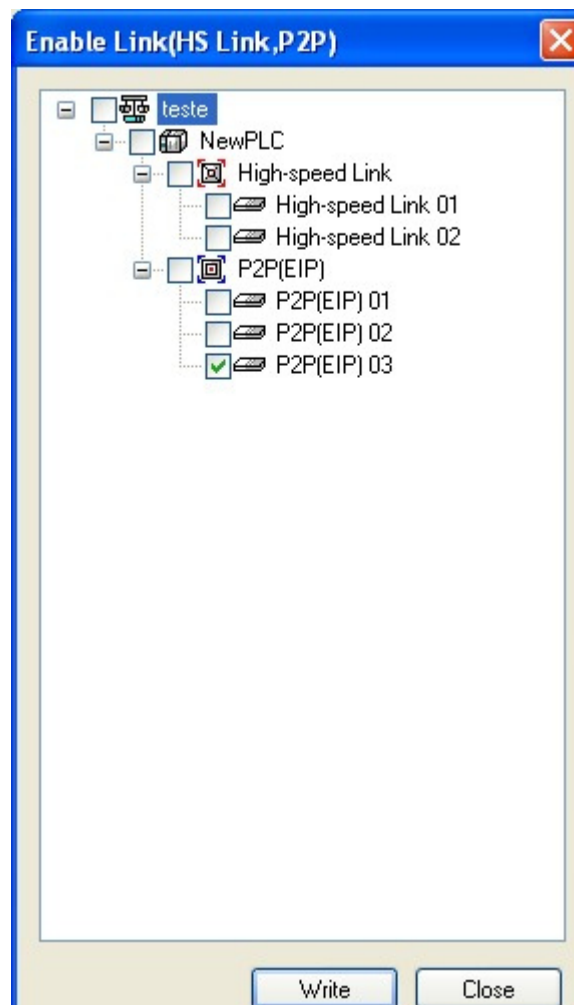 Enable Link(HS Link,P2P)
teste
NewPLC
High-speed Link
High-speed Link 01
High-speed Link 02
P2P(EIP)
P2P(EIP) 01
P2P(EIP) 02
P2P(EIP) 03
Write Close